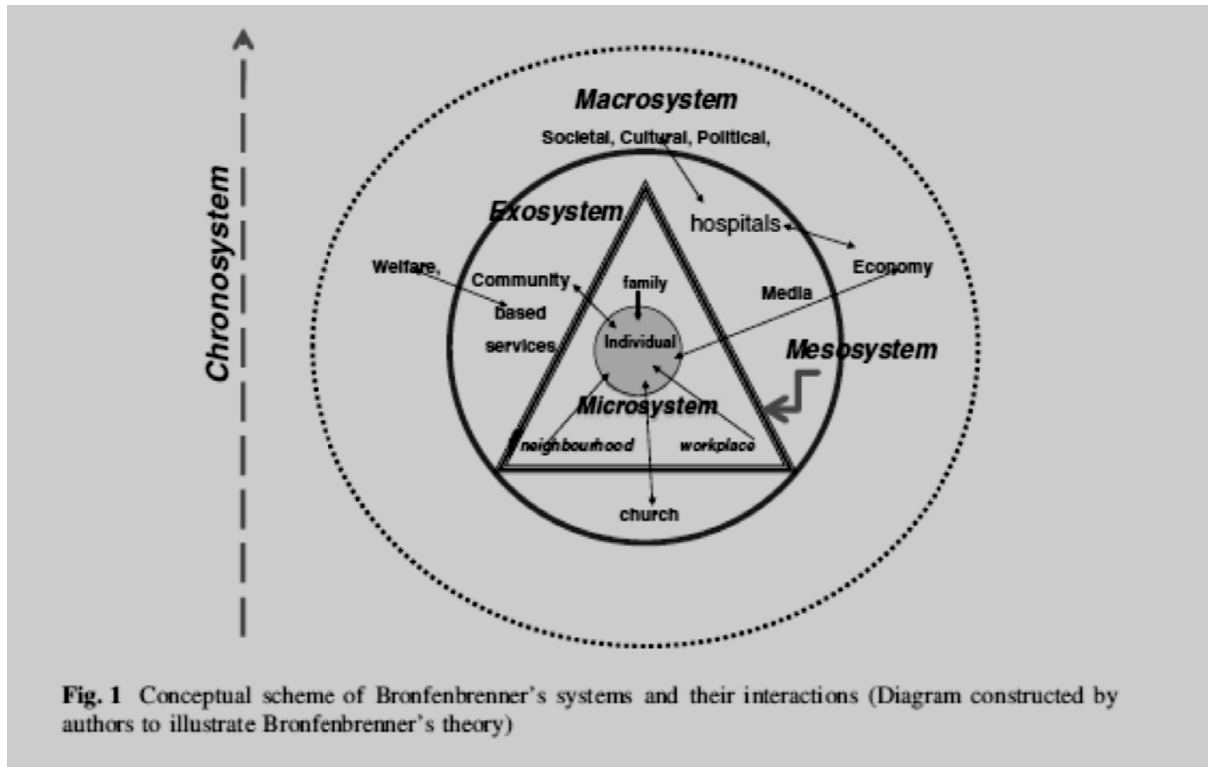 Macrosystem
Societal, Cultural, Political,
Chronosystem
Exosystem
hospitals
Welfare,
Community
based
services
family
Economy
Media
Individual
Mesosystem
Microsystem
neighbourhood
workplace
church
Fig. 1 Conceptual scheme of Bronfenbrenner's systems and their interactions (Diagram constructed by
authors to illustrate Bronfenbrenner's theory)